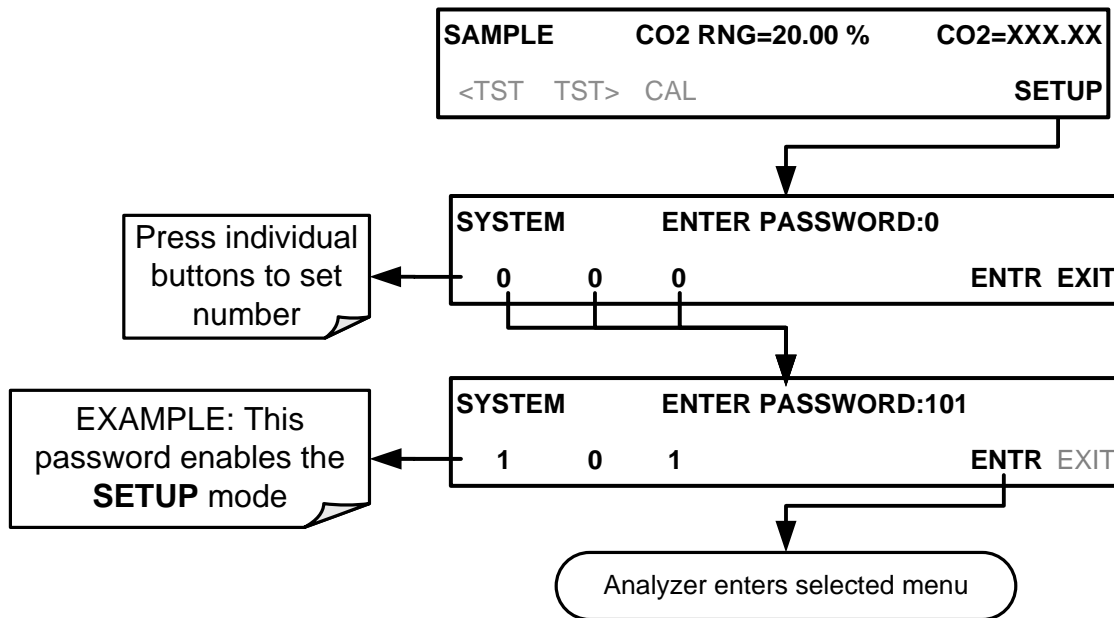 SAMPLE CO2 RNG=20.00 % CO2=XXX.XX
<TST TST> CAL SETUP
SYSTEM ENTER PASSWORD:0
0 0 0 ENTR EXIT
Press individual
buttons to set
number
SYSTEM ENTER PASSWORD:101
1 0 1 ENTR EXIT
EXAMPLE: This
password enables the
SETUP mode
Analyzer enters selected menu